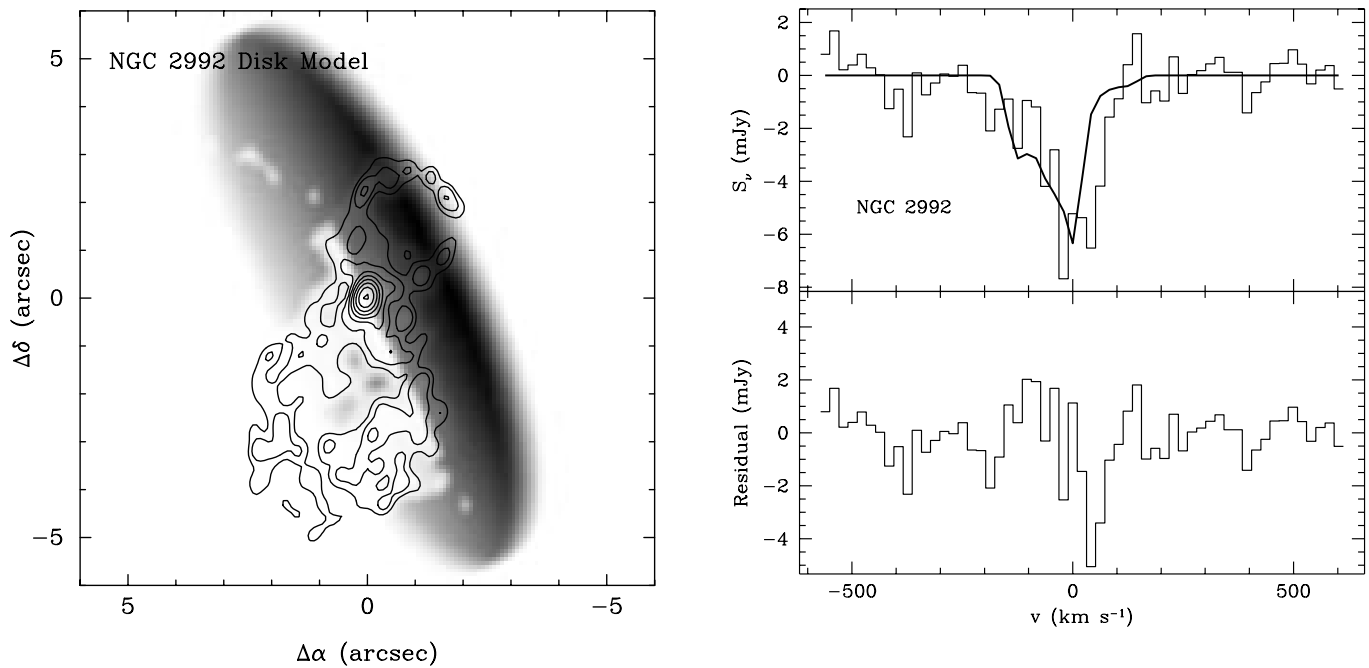 NGC 2992 Disk Model
5
0
−5
Δδ (arcsec)
5
0
−5
Δα (arcsec)
2
0
−2
−4
−6
−8
S_ν (mJy)
NGC 2992
4
2
0
−2
−4
Residual (mJy)
−500
0
500
v (km s⁻¹)